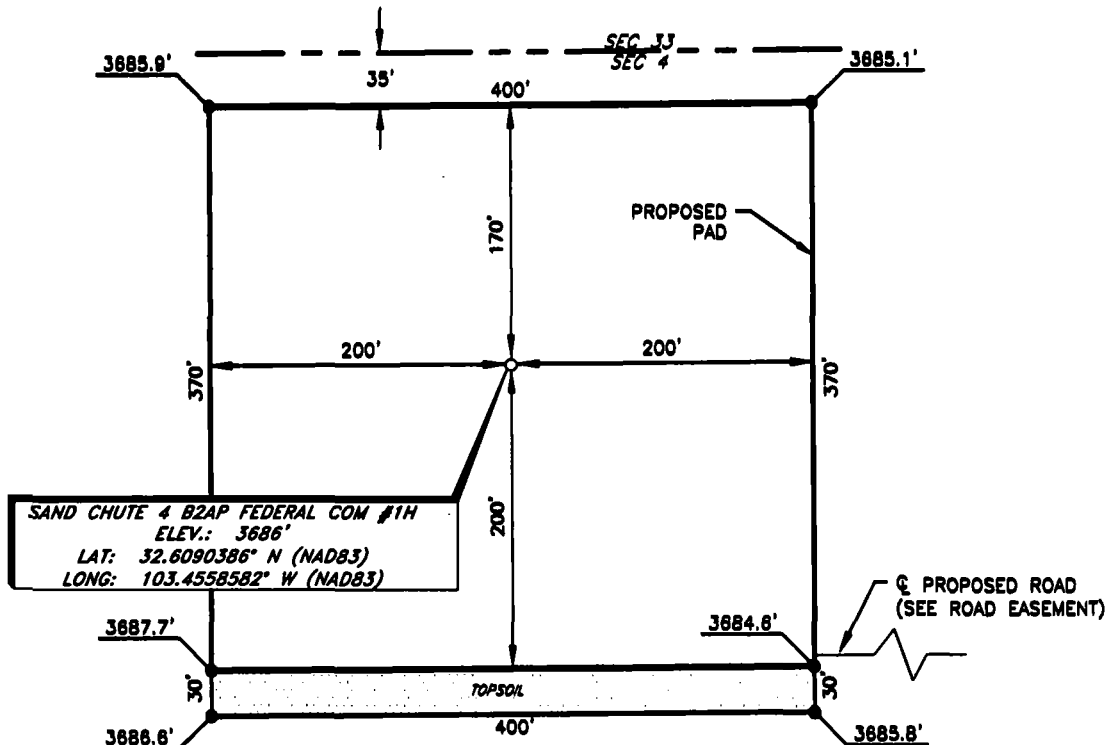 SEC 33
SEC 4
3685.9'
3685.1'
35'
400'
170'
PROPOSED
PAD
200'
200'
370'
370'
200'
SAND CHUTE 4 B2AP FEDERAL COM #1H
ELEV.: 3686'
LAT: 32.6090386° N (NAD83)
LONG: 103.4558582° W (NAD83)
℄ PROPOSED ROAD
(SEE ROAD EASEMENT)
3687.7'
3684.6'
30'
TOPSOIL
30'
400'
3686.6'
3685.8'